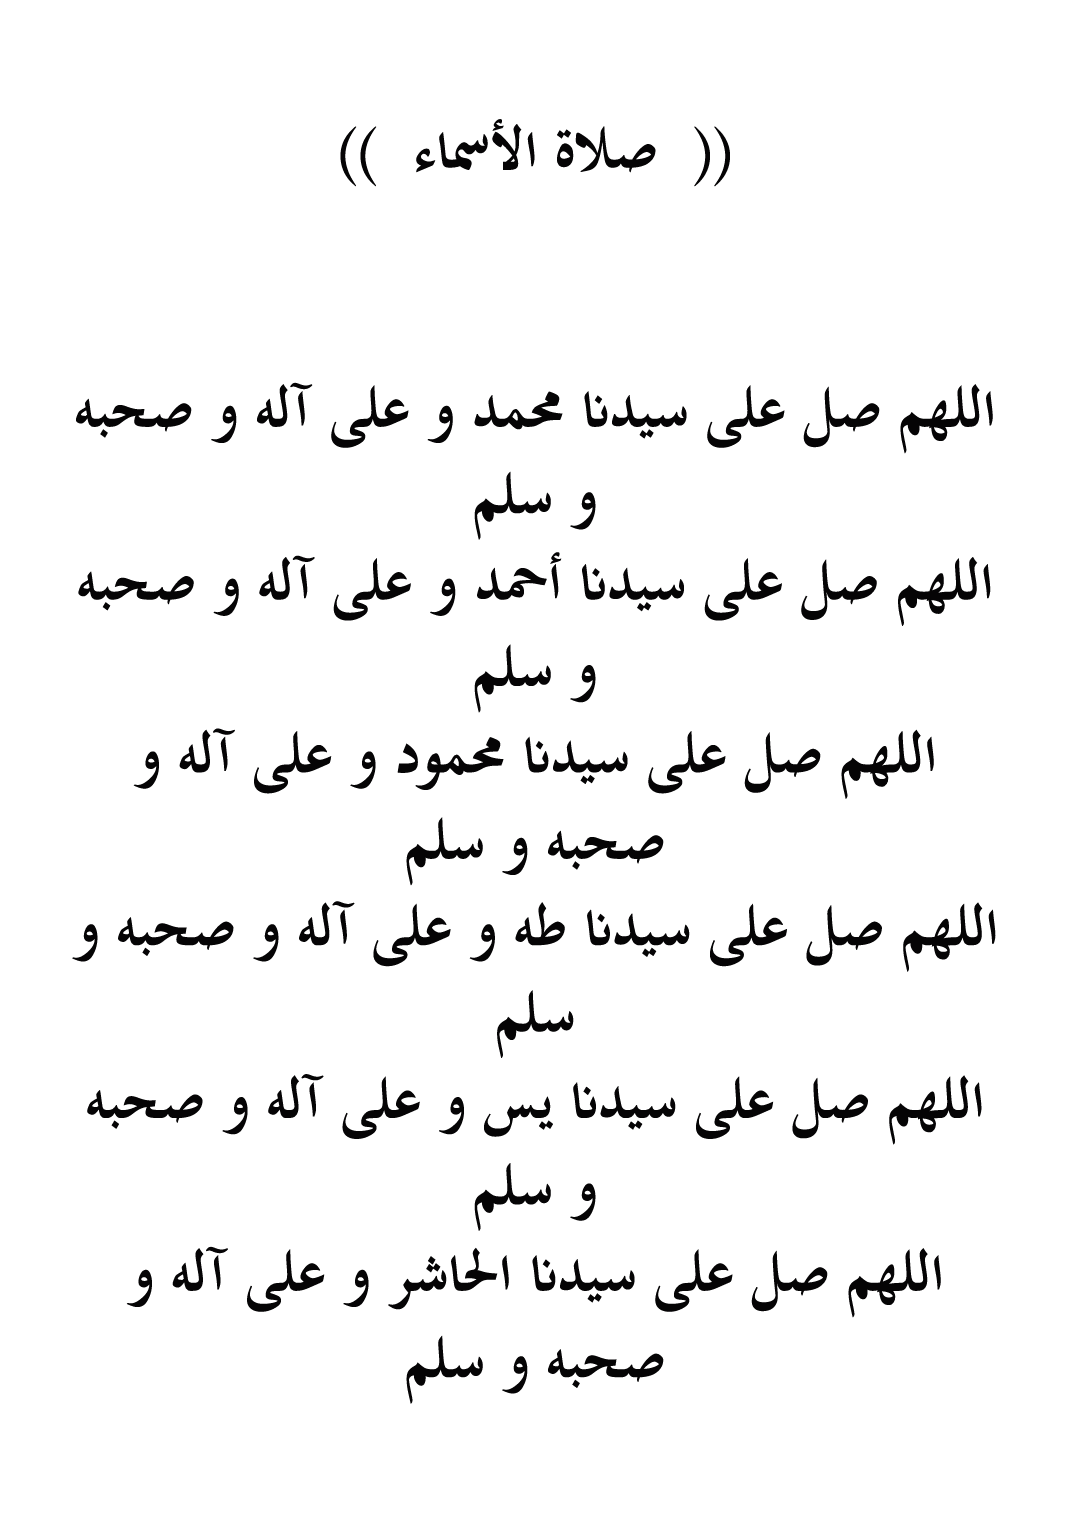 (( صلاة الأسماء ))
اللهم صل على سيدنا محمد و على آله و صحبه
و سلم
اللهم صل على سيدنا أحمد و على آله و صحبه
و سلم
اللهم صل على سيدنا محمود و على آله و
صحبه و سلم
اللهم صل على سيدنا طه و على آله و صحبه و
سلم
اللهم صل على سيدنا يس و على آله و صحبه
و سلم
اللهم صل على سيدنا الحاشر و على آله و
صحبه و سلم